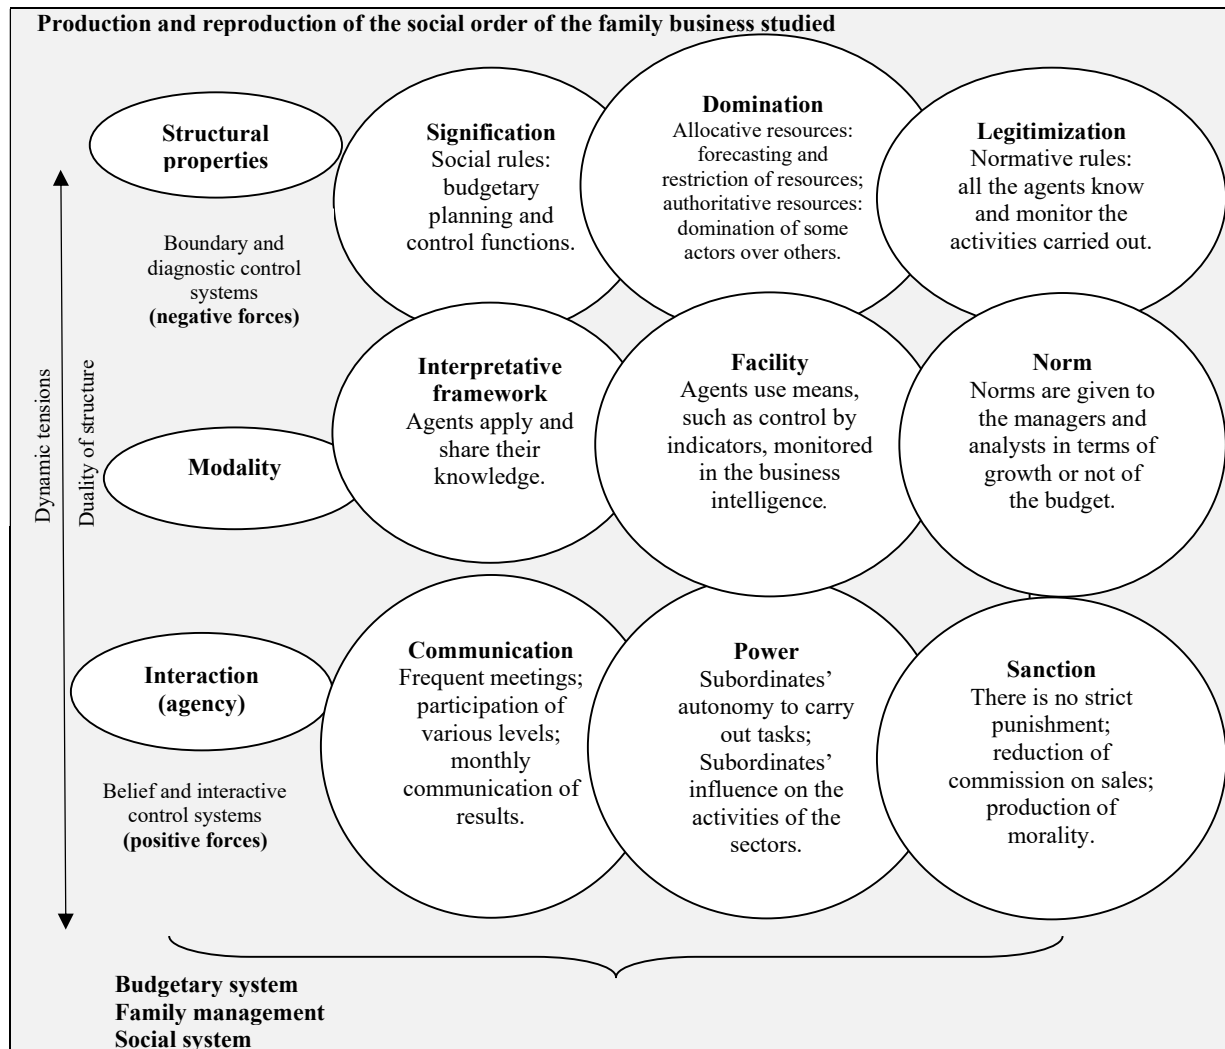 Production and reproduction of the social order of the family business studied
Structural
properties
Signification
Social rules:
budgetary
planning and
control functions.
Domination
Allocative resources:
forecasting and
restriction of resources;
authoritative resources:
domination of some
actors over others.
Legitimization
Normative rules:
all the agents know
and monitor the
activities carried out.
Boundary and
diagnostic control
systems
(negative forces)
Dynamic tensions
Duality of structure
Modality
Interpretative
framework
Agents apply and
share their
knowledge.
Facility
Agents use means,
such as control by
indicators, monitored
in the business
intelligence.
Norm
Norms are given to
the managers and
analysts in terms of
growth or not of
the budget.
Interaction
(agency)
Communication
Frequent meetings;
participation of
various levels;
monthly
communication of
results.
Power
Subordinates’
autonomy to carry
out tasks;
Subordinates’
influence on the
activities of the
sectors.
Sanction
There is no strict
punishment;
reduction of
commission on sales;
production of
morality.
Belief and interactive
control systems
(positive forces)
Budgetary system
Family management
Social system